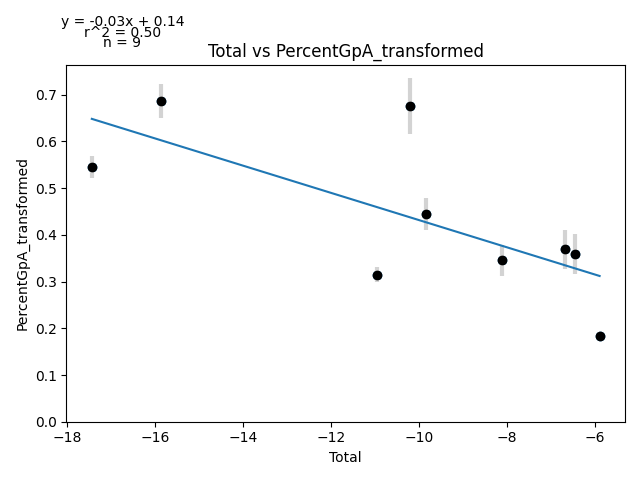 y = -0.03x + 0.14
r^2 = 0.50
n = 9
Total vs PercentGpA_transformed
PercentGpA_transformed
0.7
0.6
0.5
0.4
0.3
0.2
0.1
0.0
−18
−16
−14
−12
−10
−8
−6
Total